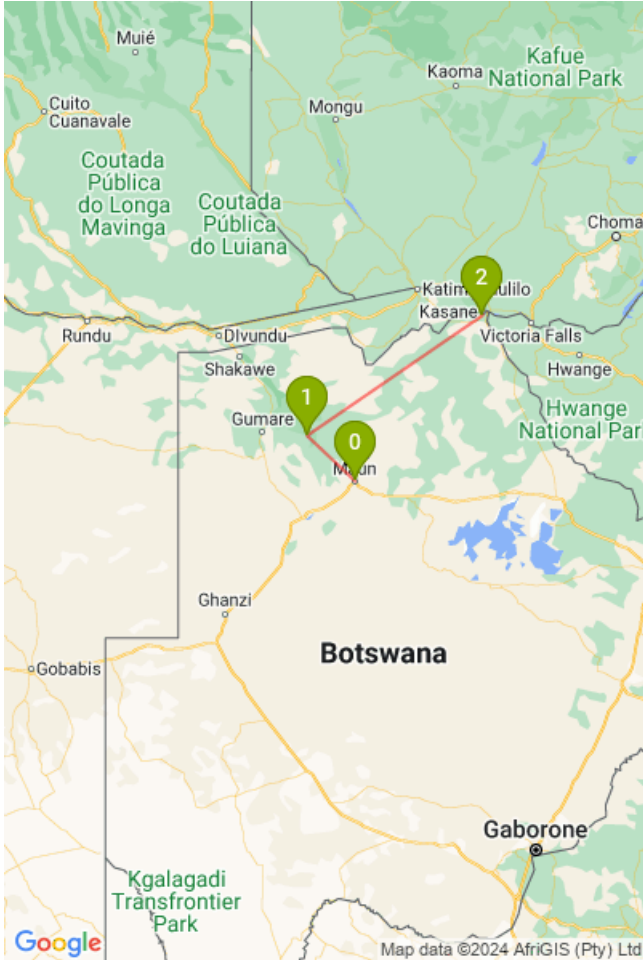 Muié
Kafue
National Park
Kaoma
Cuito
Cuanavale
Mongu
Coutada
Pública
do Longa
Mavinga
Coutada
Pública
do Luiana
Choma
2
Kasane
Rundu
Divundu
Victoria Falls
Shakawe
Hwange
1
Gumare
Hwange
National Par
0
Ghanzi
Botswana
Gobabis
Gaborone
Kgalagadi
Transfrontier
Park
Google
Map data ©2024 AfriGIS (Pty) Ltd